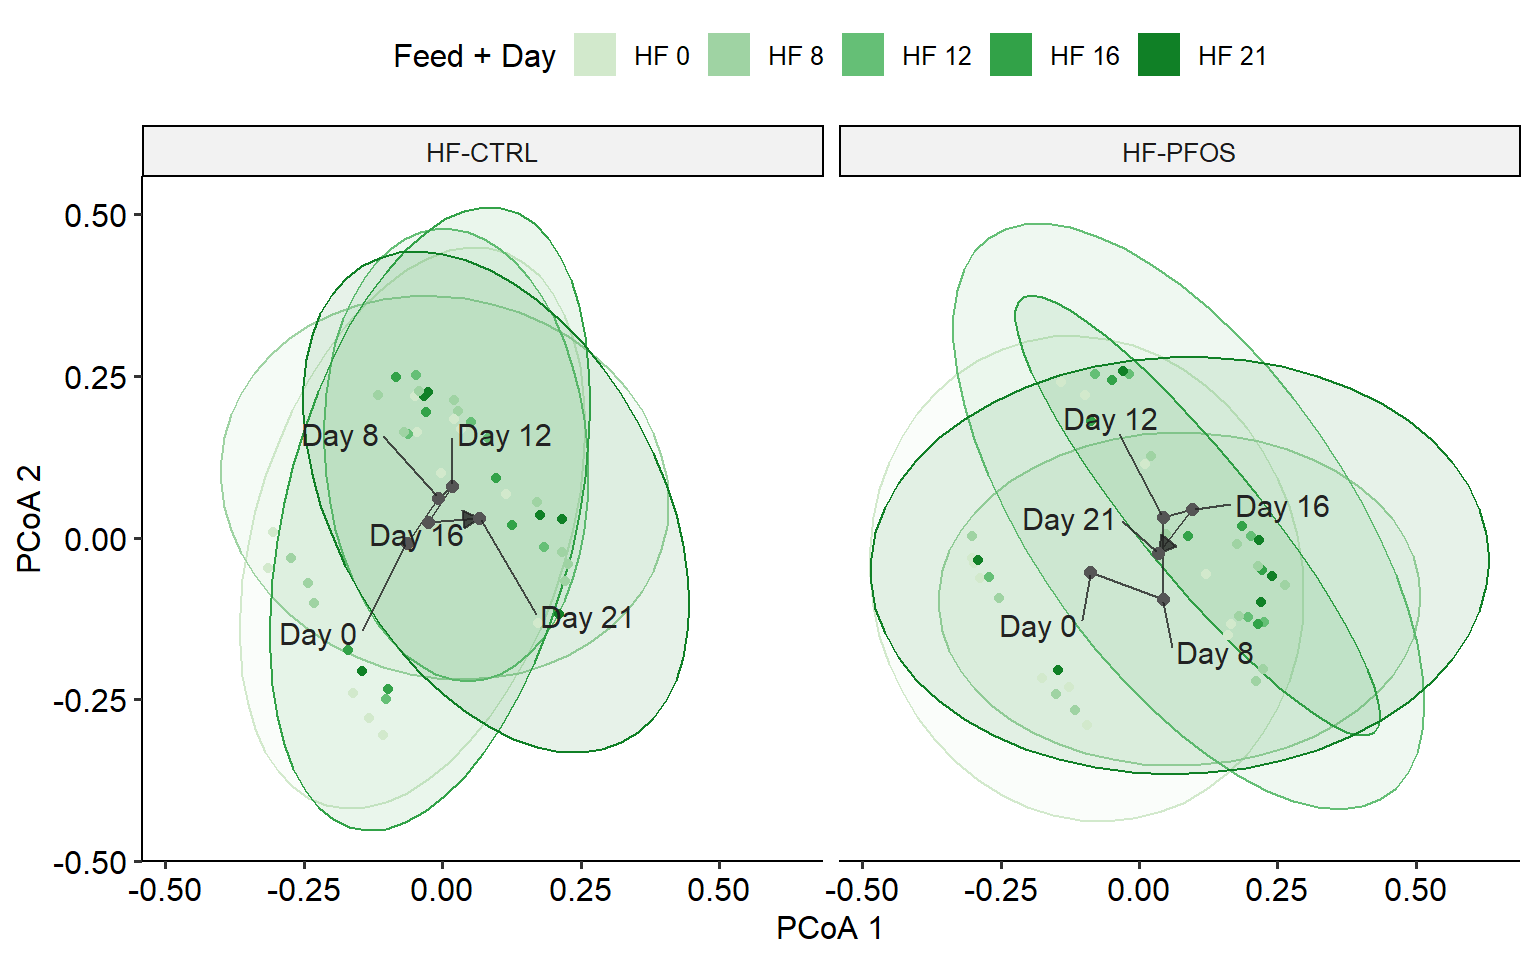 Feed + Day HF 0 HF 8 HF 12 HF 16 HF 21
HF-CTRL HF-PFOS
0.50
0.25
0.00
-0.25
-0.50
PCoA 2
Day 8 Day 12
Day 16
Day 21
Day 0
Day 12
Day 16
Day 21
Day 0
Day 8
-0.50 -0.25 0.00 0.25 0.50 -0.50 -0.25 0.00 0.25 0.50
PCoA 1